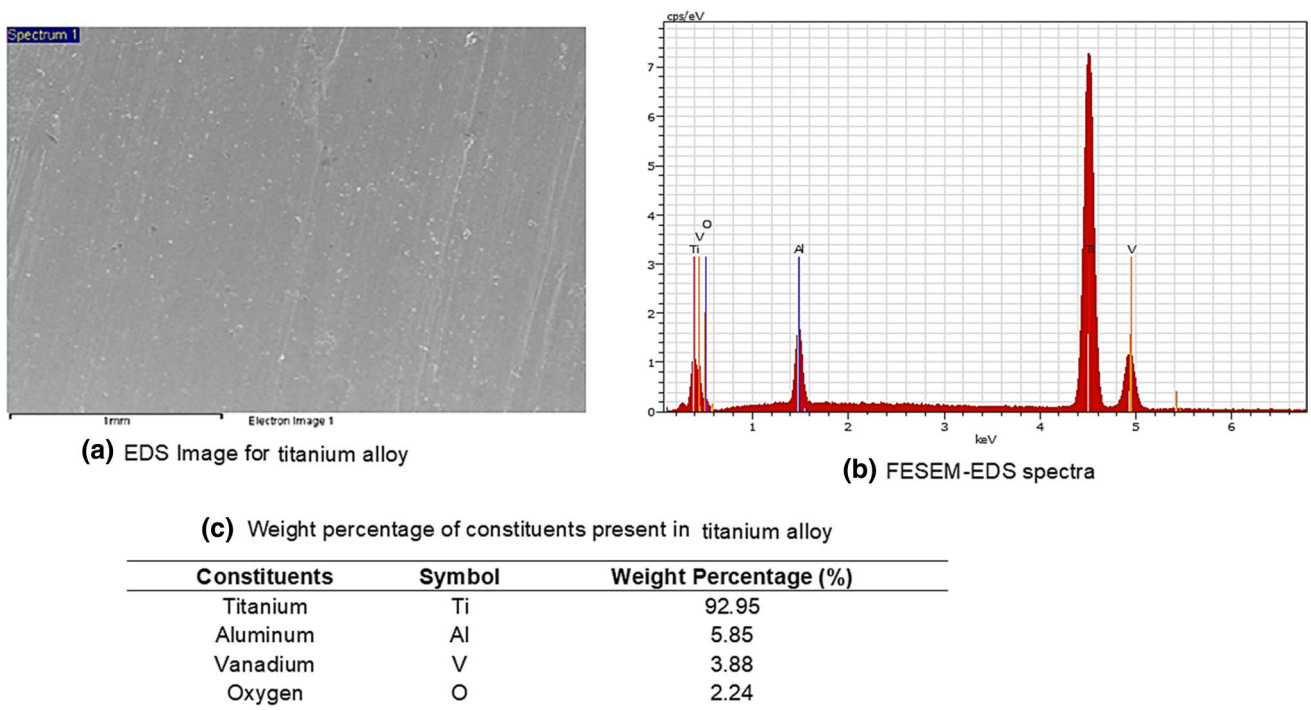 Spectrum 1
1mm
Electron Image 1
(a) EDS Image for titanium alloy
cps/eV
7
6
5
4
3
2
1
0
O
V
Ti
Al
Ti
V
1 2 3 4 5 6
keV
(b) FESEM-EDS spectra
(c) Weight percentage of constituents present in titanium alloy
Constituents Symbol Weight Percentage (%)
Titanium Ti 92.95
Aluminum Al 5.85
Vanadium V 3.88
Oxygen O 2.24